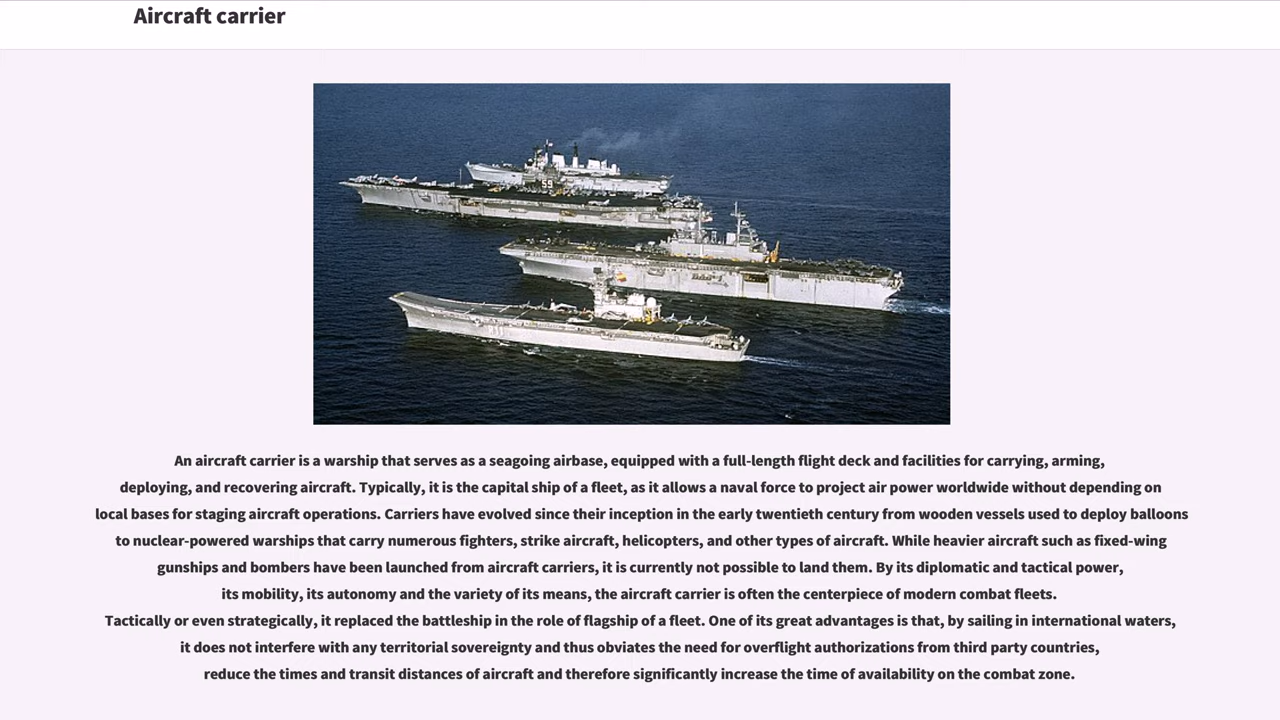 Aircraft carrier
59
An aircraft carrier is a warship that serves as a seagoing airbase, equipped with a full-length flight deck and facilities for carrying, arming,
deploying, and recovering aircraft. Typically, it is the capital ship of a fleet, as it allows a naval force to project air power worldwide without depending on
local bases for staging aircraft operations. Carriers have evolved since their inception in the early twentieth century from wooden vessels used to deploy balloons
to nuclear-powered warships that carry numerous fighters, strike aircraft, helicopters, and other types of aircraft. While heavier aircraft such as fixed-wing
gunships and bombers have been launched from aircraft carriers, it is currently not possible to land them. By its diplomatic and tactical power,
its mobility, its autonomy and the variety of its means, the aircraft carrier is often the centerpiece of modern combat fleets.
Tactically or even strategically, it replaced the battleship in the role of flagship of a fleet. One of its great advantages is that, by sailing in international waters,
it does not interfere with any territorial sovereignty and thus obviates the need for overflight authorizations from third party countries,
reduce the times and transit distances of aircraft and therefore significantly increase the time of availability on the combat zone.